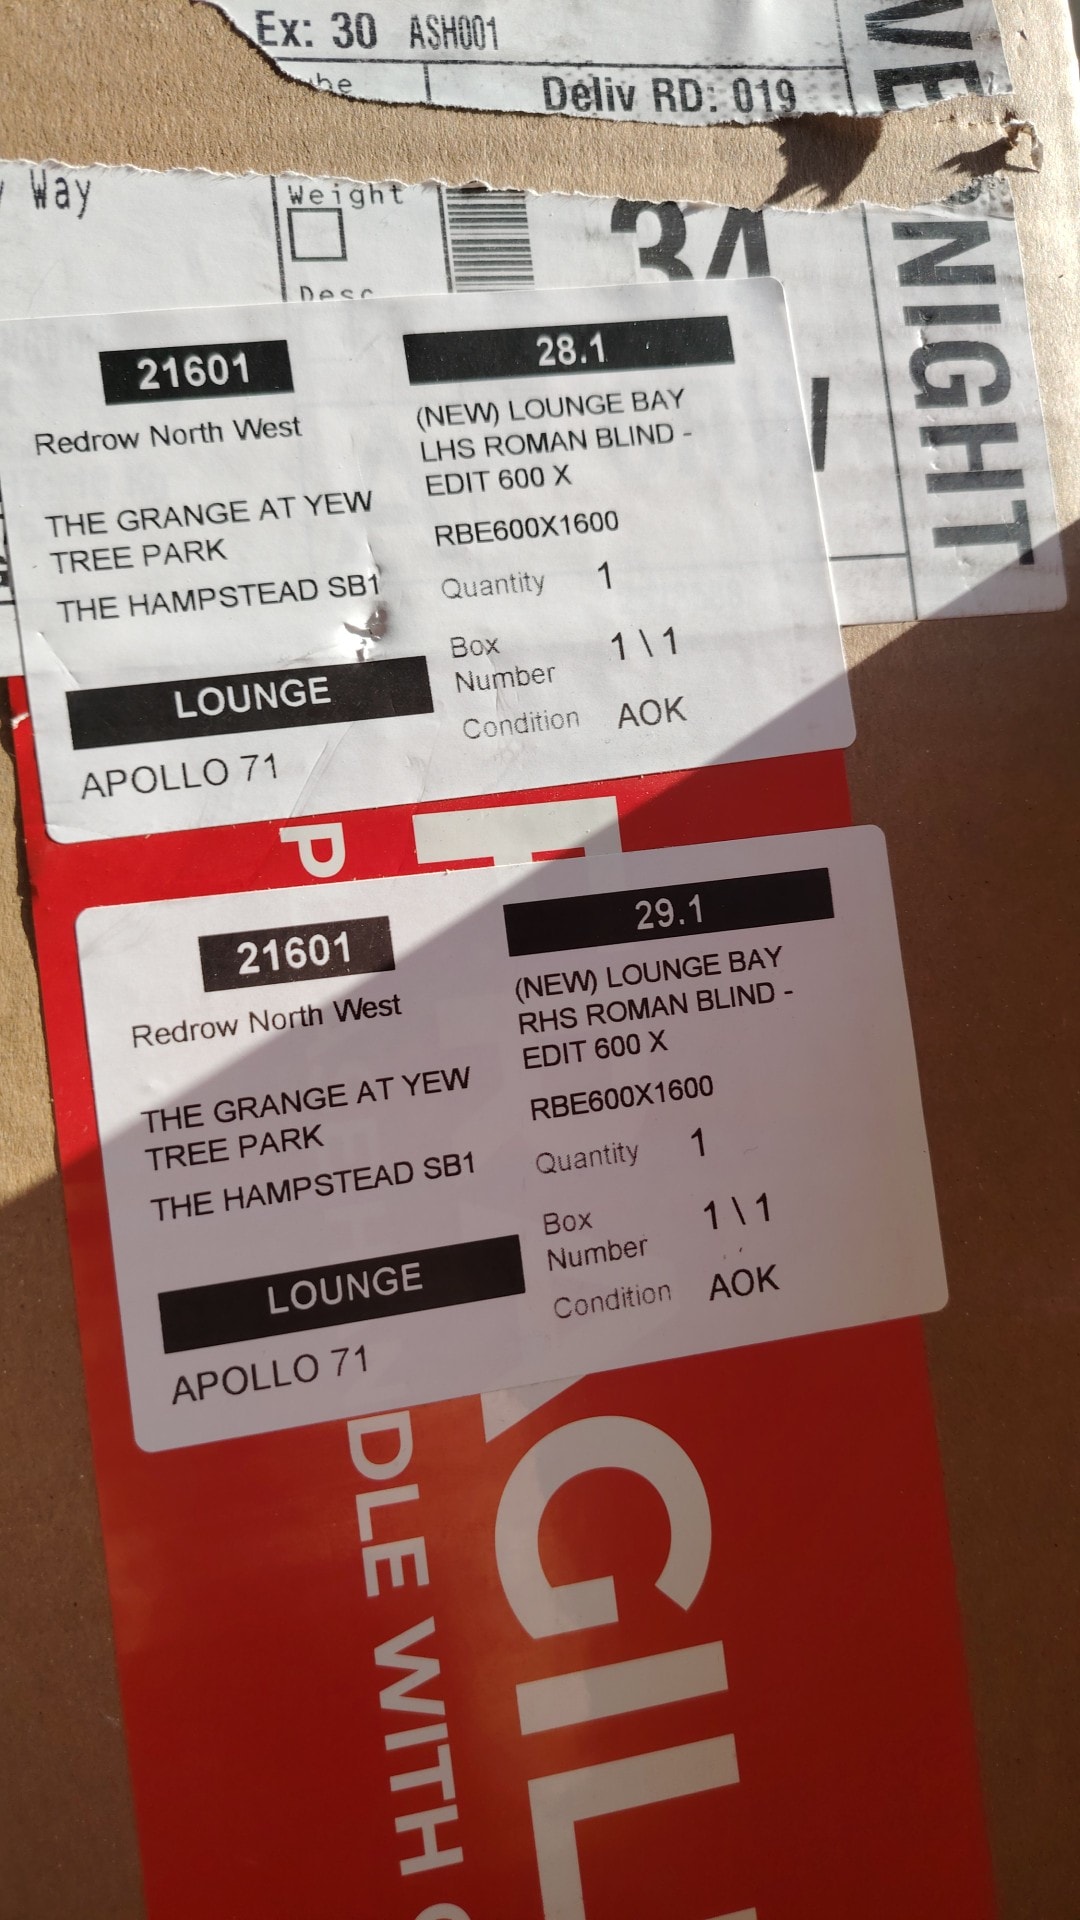 Ex: 30 ASH001
Deliv RD: 019
Way
Weight
Desc
34
NIGHT
21601
Redrow North West
THE GRANGE AT YEW
TREE PARK
THE HAMPSTEAD SB1
LOUNGE
APOLLO 71
28.1
(NEW) LOUNGE BAY
LHS ROMAN BLIND -
EDIT 600 X
RBE600X1600
Quantity 1
Box
Number 1 \ 1
Condition AOK
21601
Redrow North West
THE GRANGE AT YEW
TREE PARK
THE HAMPSTEAD SB1
LOUNGE
APOLLO 71
29.1
(NEW) LOUNGE BAY
RHS ROMAN BLIND -
EDIT 600 X
RBE600X1600
Quantity 1
Box
Number 1 \ 1
Condition AOK
P
DLE WITH
AGIL